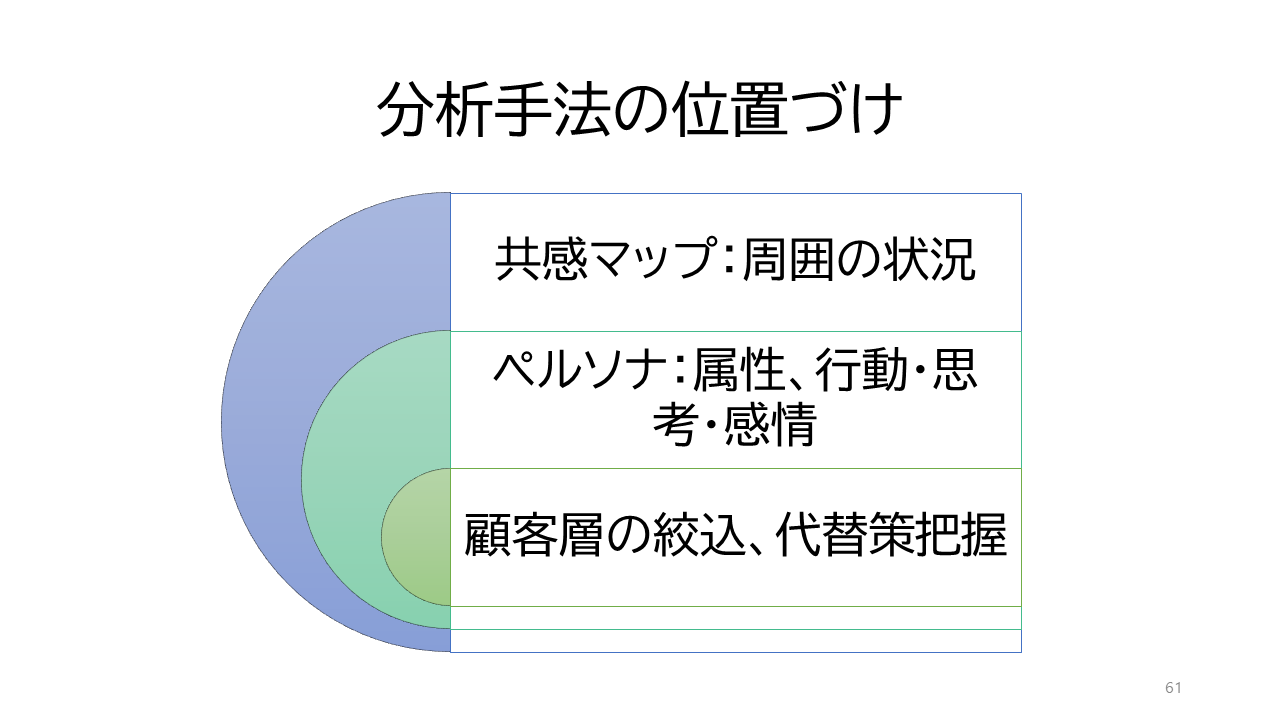 分析手法の位置づけ
共感マップ：周囲の状況
ペルソナ：属性、行動・思
考・感情
顧客層の絞込、代替策把握
61